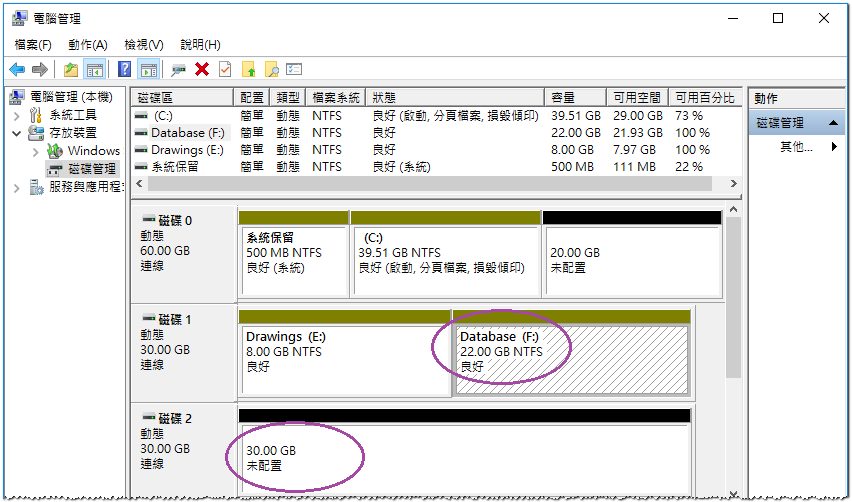 電腦管理
檔案(F) 動作(A) 檢視(V) 說明(H)
電腦管理 (本機)
系統工具
存放裝置
Windows
磁碟管理
服務與應用程式
磁碟區 配置 類型 檔案系統 狀態 容量 可用空間 可用百分比
(C:) 簡單 動態 NTFS 良好 (啟動, 分頁檔案, 損毀傾印) 39.51 GB 29.00 GB 73 %
Database (F:) 簡單 動態 NTFS 良好 22.00 GB 21.93 GB 100 %
Drawings (E:) 簡單 動態 NTFS 良好 8.00 GB 7.97 GB 100 %
系統保留 簡單 動態 NTFS 良好 (系統) 500 MB 111 MB 22 %
動作
磁碟管理
其他...
磁碟 0
動態
60.00 GB
連線
系統保留
500 MB NTFS
良好 (系統)
(C:)
39.51 GB NTFS
良好 (啟動, 分頁檔案, 損毀傾印)
20.00 GB
未配置
磁碟 1
動態
30.00 GB
連線
Drawings (E:)
8.00 GB NTFS
良好
Database (F:)
22.00 GB NTFS
良好
磁碟 2
動態
30.00 GB
連線
30.00 GB
未配置